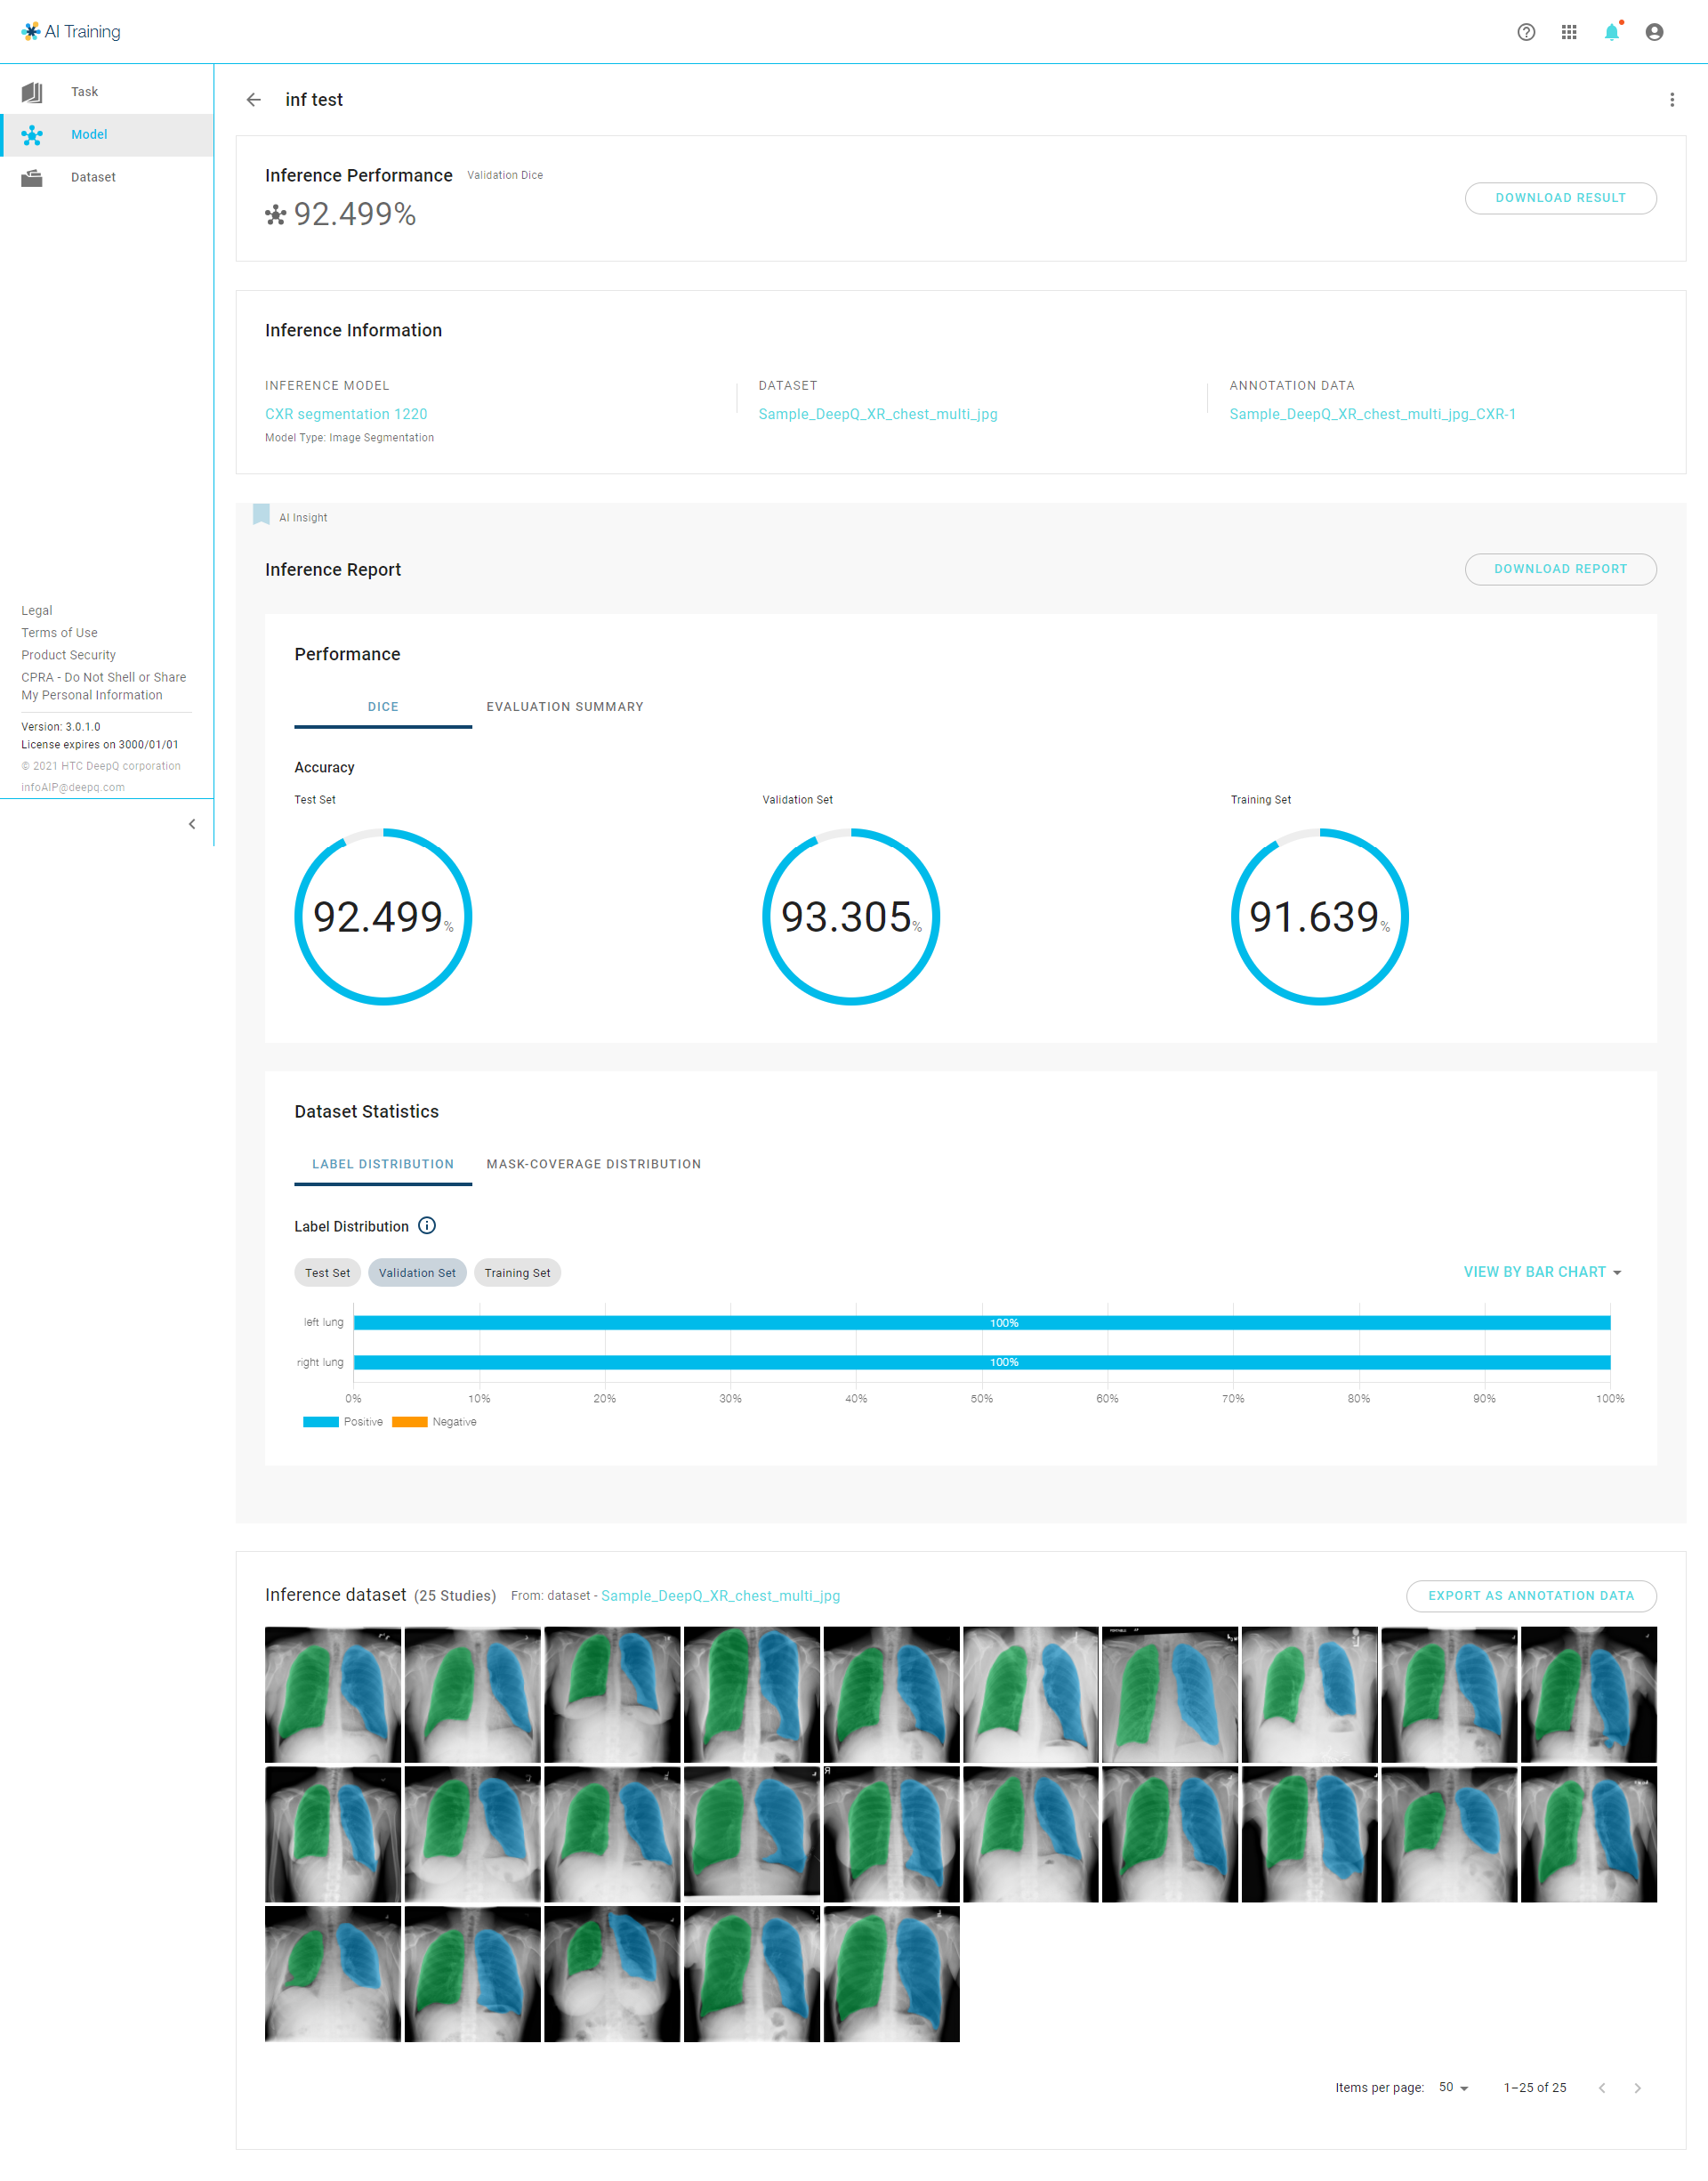 AI Training
Task
Model
Dataset
Legal
Terms of Use
Product Security
CPRA - Do Not Shell or Share
My Personal Information
Version: 3.0.1.0
License expires on 3000/01/01
© 2021 HTC DeepQ corporation
infoAIP@deepq.com
inf test
Inference Performance Validation Dice
92.499%
DOWNLOAD RESULT
Inference Information
INFERENCE MODEL
CXR segmentation 1220
Model Type: Image Segmentation
DATASET
Sample_DeepQ_XR_chest_multi_jpg
ANNOTATION DATA
Sample_DeepQ_XR_chest_multi_jpg_CXR-1
AI Insight
Inference Report
DOWNLOAD REPORT
Performance
DICE EVALUATION SUMMARY
Accuracy
Test Set Validation Set Training Set
92.499% 93.305% 91.639%
Dataset Statistics
LABEL DISTRIBUTION MASK-COVERAGE DISTRIBUTION
Label Distribution
Test Set Validation Set Training Set
VIEW BY BAR CHART
left lung 100%
right lung 100%
0% 10% 20% 30% 40% 50% 60% 70% 80% 90% 100%
Positive Negative
Inference dataset (25 Studies) From: dataset - Sample_DeepQ_XR_chest_multi_jpg
EXPORT AS ANNOTATION DATA
Items per page: 50 1–25 of 25